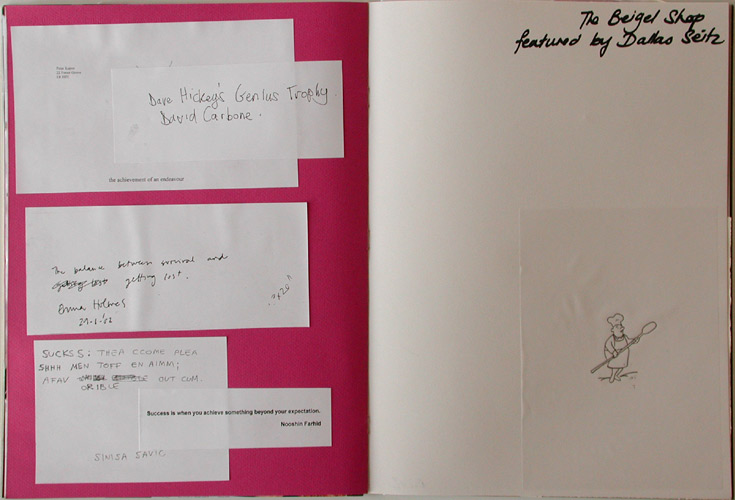 Dave Hickey's Genius Trophy.
David Carbone.
the achievement of an endeavour
The balance between survival and
getting lost.
Emma Holmes
SUCKSS: THEA CCOME PLEA
SHHH MEN TOFF EN AIMM;
AFAV OUT CUM.
ORIBLE
Success is when you achieve something beyond your expectation.
Nooshin Farhid
SINISA SAVIC
The Beigel Shop
featured by Dallas Seitz